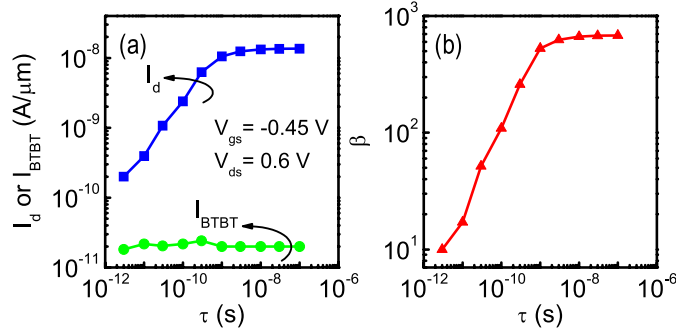 (a)
I_d
V_gs = -0.45 V
V_ds = 0.6 V
I_BTBT
I_d or I_BTBT (A/μm)
10^-8
10^-9
10^-10
10^-11
10^-12
10^-10
10^-8
10^-6
τ (s)
(b)
β
10^3
10^2
10^1
10^-12
10^-10
10^-8
10^-6
τ (s)